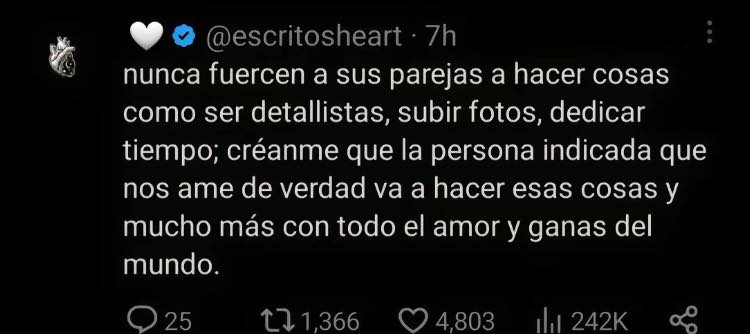 🤍 @escritosheart · 7h
nunca fuercen a sus parejas a hacer cosas
como ser detallistas, subir fotos, dedicar
tiempo; créanme que la persona indicada que
nos ame de verdad va a hacer esas cosas y
mucho más con todo el amor y ganas del
mundo.
25 1,366 4,803 242K